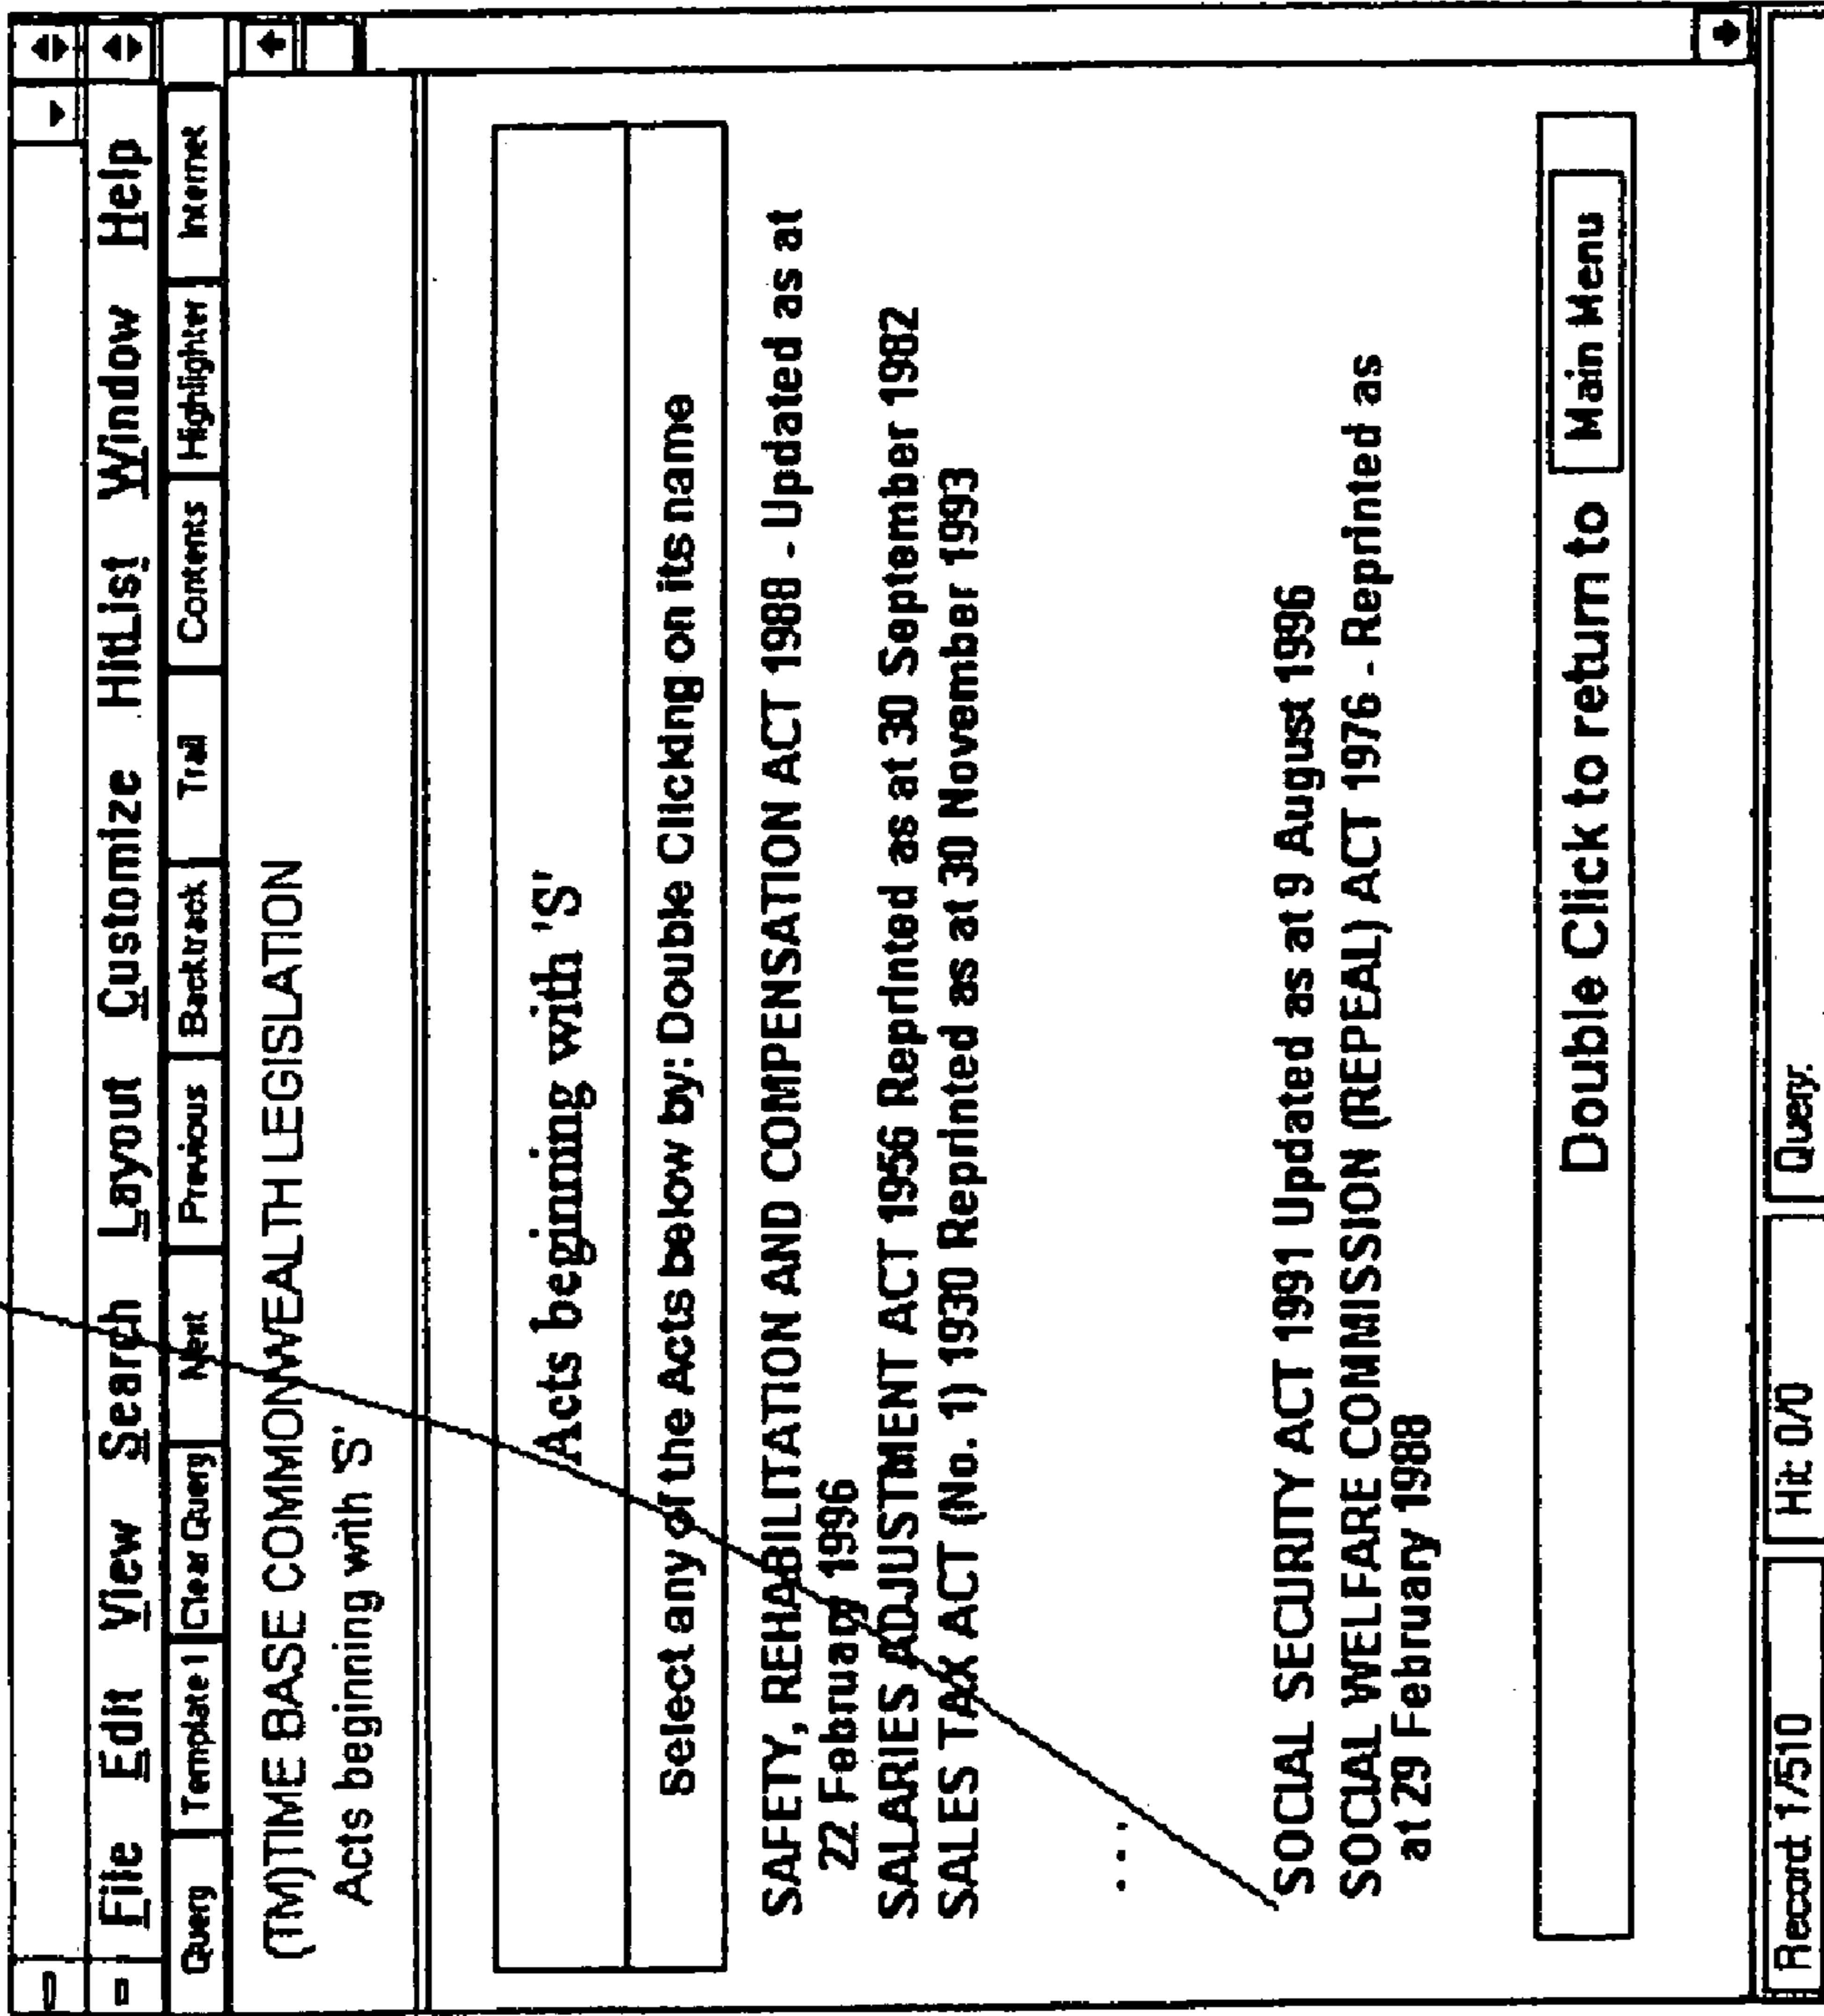 File Edit View Search Layout Customize HitList Window Help
Query Template 1 Clear Query Next Previous Backtrack Trail Contents Highlighter Internet
(TM)TIME BASE COMMONWEALTH LEGISLATION
Acts beginning with 'S'
Acts beginning with 'S'
Select any of the Acts below by: Double Clicking on its name
SAFETY, REHABILITATION AND COMPENSATION ACT 1988 - Updated as at
22 February 1996
SALARIES ADJUSTMENT ACT 1956 Reprinted as at 30 September 1982
SALES TAX ACT (No. 1) 1930 Reprinted as at 30 November 1993
...
SOCIAL SECURITY ACT 1991 Updated as at 9 August 1996
SOCIAL WELFARE COMMISSION (REPEAL) ACT 1976 - Reprinted as
at 29 February 1988
Double Click to return to Main Menu
Record: 1/510 Hit: 0/0 Query: